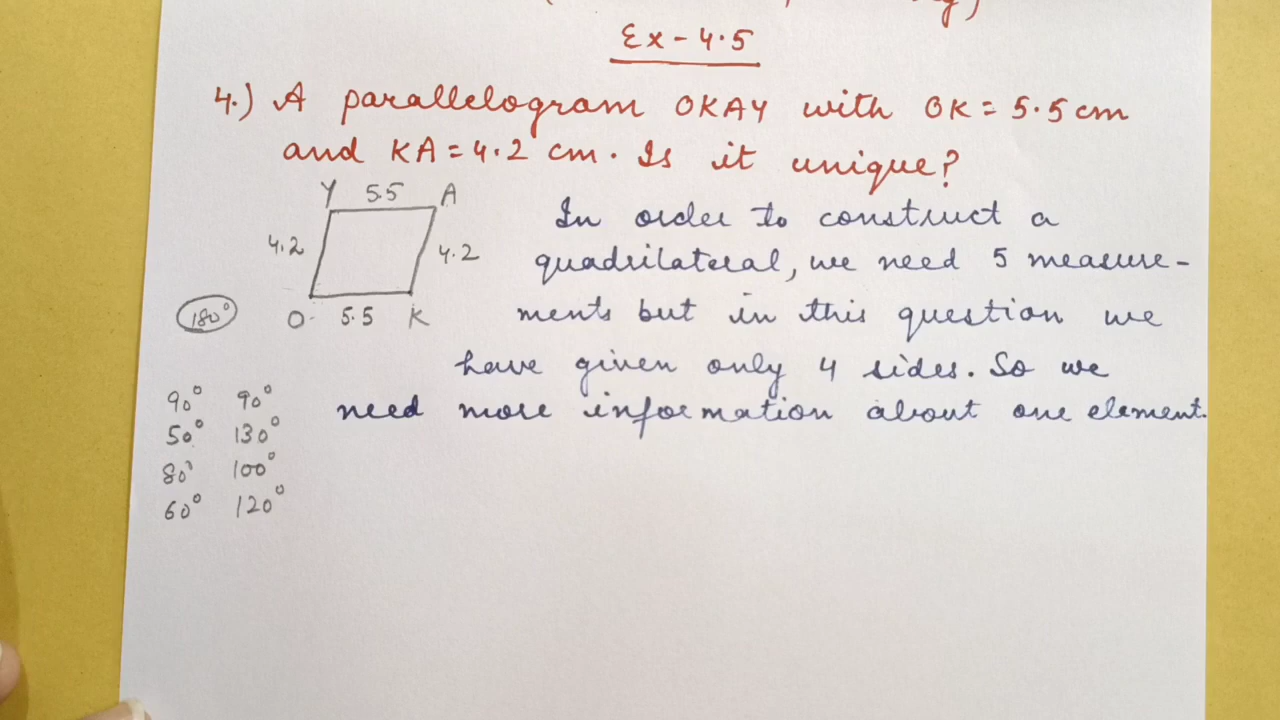 Ex - 4.5
4.) A parallelogram OKAY with OK = 5.5 cm
and KA = 4.2 cm. Is it unique?
Y 5.5 A
4.2 4.2
O 5.5 K
180°
90° 90°
50° 130°
80° 100°
60° 120°
In order to construct a
quadrilateral, we need 5 measure-
ments but in this question we
have given only 4 sides. So we
need more information about one element.